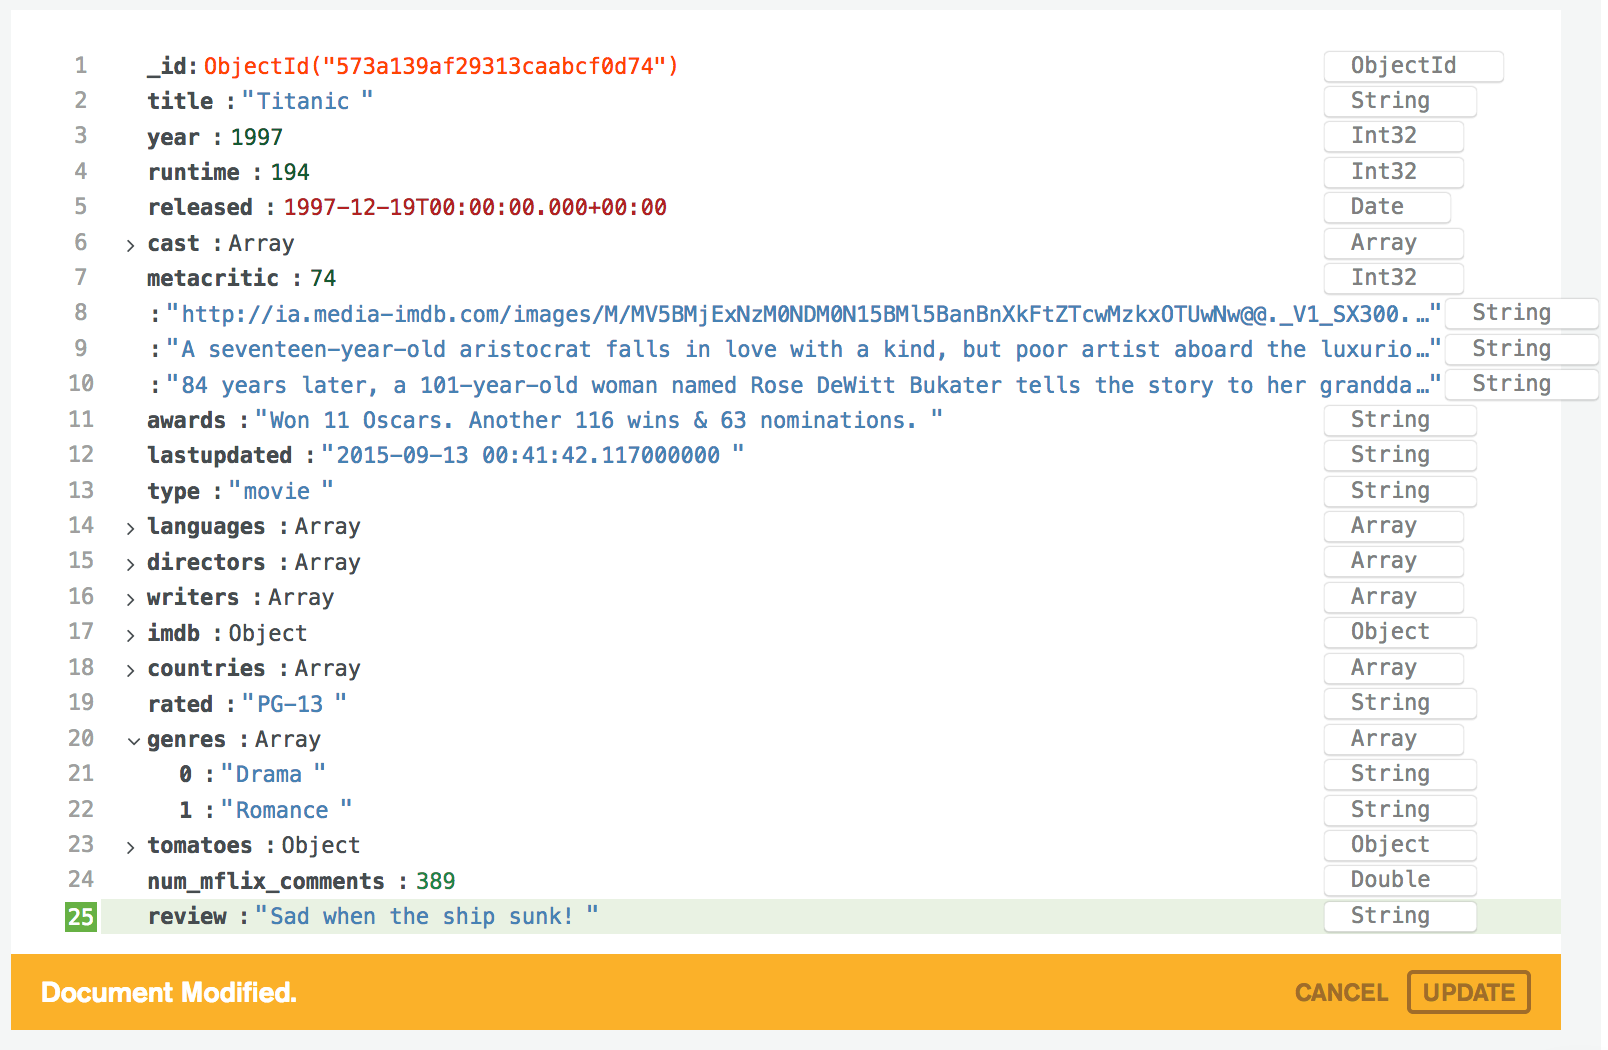 1 _id: ObjectId("573a139af29313caabcf0d74") ObjectId
2 title : "Titanic " String
3 year : 1997 Int32
4 runtime : 194 Int32
5 released : 1997-12-19T00:00:00.000+00:00 Date
6 > cast : Array Array
7 metacritic : 74 Int32
8 : "http://ia.media-imdb.com/images/M/MV5BMjExNzM0NDM0N15BMl5BanBnXkFtZTcwMzkxOTUwNw@@._V1_SX300.…" String
9 : "A seventeen-year-old aristocrat falls in love with a kind, but poor artist aboard the luxurio…" String
10 : "84 years later, a 101-year-old woman named Rose DeWitt Bukater tells the story to her grandda…" String
11 awards : "Won 11 Oscars. Another 116 wins & 63 nominations. " String
12 lastupdated : "2015-09-13 00:41:42.117000000 " String
13 type : "movie " String
14 > languages : Array Array
15 > directors : Array Array
16 > writers : Array Array
17 > imdb : Object Object
18 > countries : Array Array
19 rated : "PG-13 " String
20 genres : Array Array
21 0 : "Drama " String
22 1 : "Romance " String
23 > tomatoes : Object Object
24 num_mflix_comments : 389 Double
25 review : "Sad when the ship sunk! " String
Document Modified. CANCEL UPDATE